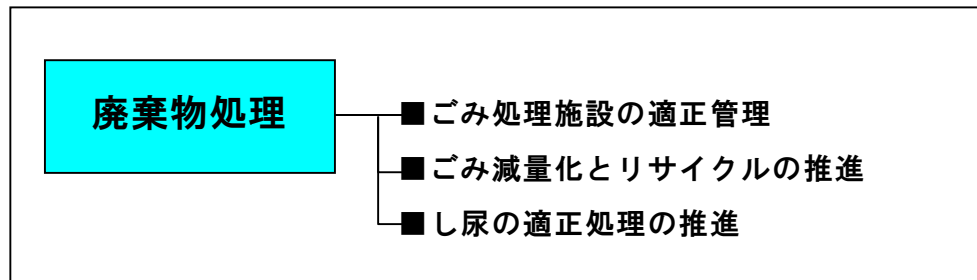 廃棄物処理
■ごみ処理施設の適正管理
■ごみ減量化とリサイクルの推進
■し尿の適正処理の推進